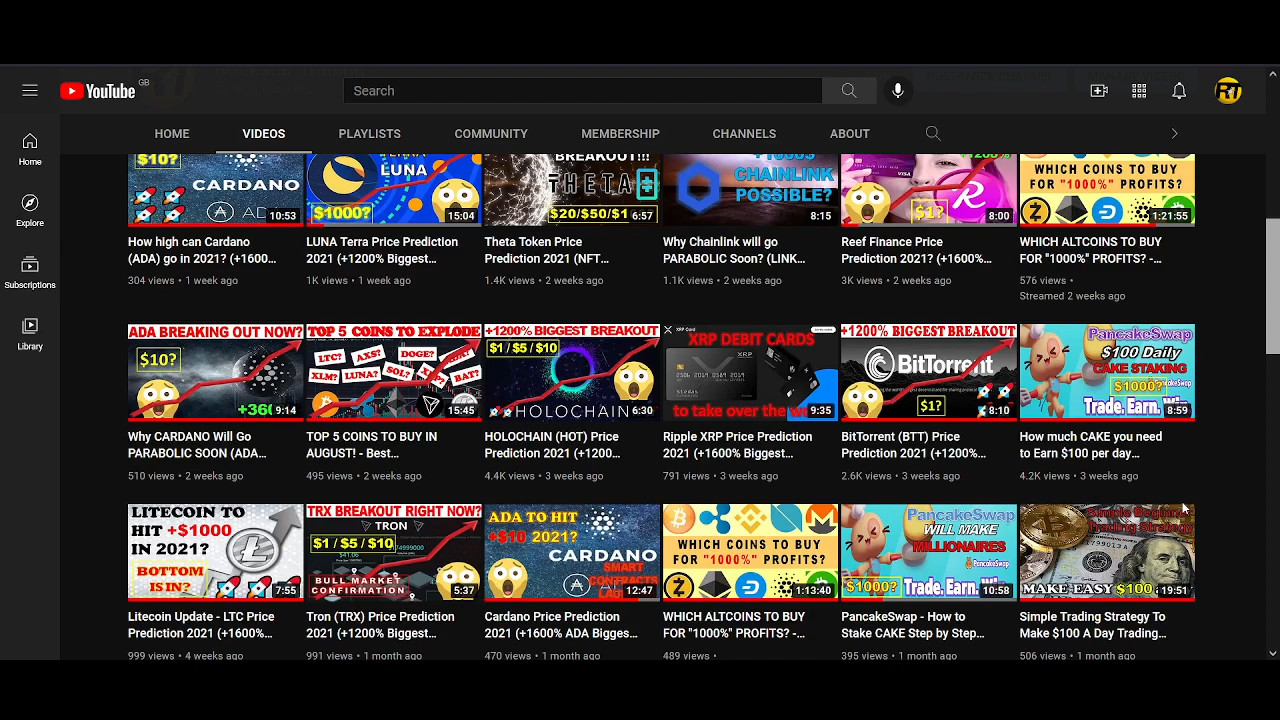 YouTube GB
Search
HOME VIDEOS PLAYLISTS COMMUNITY MEMBERSHIP CHANNELS ABOUT
Home
Explore
Subscriptions
Library
$10?
CARDANO
10:53
How high can Cardano
(ADA) go in 2021? (+1600...
304 views • 1 week ago
LUNA
$1000?
15:04
LUNA Terra Price Prediction
2021 (+1200% Biggest...
1K views • 1 week ago
BREAKOUT!!!
THETA
$20/$50/$1
6:57
Theta Token Price
Prediction 2021 (NFT...
1.4K views • 2 weeks ago
CHAINLINK
POSSIBLE?
8:15
Why Chainlink will go
PARABOLIC Soon? (LINK...
1.1K views • 2 weeks ago
+1200%
VISA
$1?
8:00
Reef Finance Price
Prediction 2021? (+1600%...
3K views • 2 weeks ago
WHICH COINS TO BUY
FOR "1000%" PROFITS?
1:21:55
WHICH ALTCOINS TO BUY
FOR "1000%" PROFITS? -...
576 views •
Streamed 2 weeks ago
ADA BREAKING OUT NOW?
$10?
9:14
Why CARDANO Will Go
PARABOLIC SOON (ADA...
510 views • 2 weeks ago
TOP 5 COINS TO EXPLODE
LTC? AXS? DOGE?
XLM? LUNA? SOL? BAT?
15:45
TOP 5 COINS TO BUY IN
AUGUST! - Best...
495 views • 2 weeks ago
+1200% BIGGEST BREAKOUT
$1 / $5 / $10
HOLOCHAIN
6:30
HOLOCHAIN (HOT) Price
Prediction 2021 (+1200...
4.4K views • 3 weeks ago
XRP Card
XRP DEBIT CARDS
XRP
to take over the
9:35
Ripple XRP Price Prediction
2021 (+1600% Biggest...
791 views • 3 weeks ago
+1200% BIGGEST BREAKOUT
BitTorrent
$1?
8:10
BitTorrent (BTT) Price
Prediction 2021 (+1200%...
2.6K views • 3 weeks ago
PancakeSwap
$100 Daily
CAKE STAKING
$1000?
Trade. Earn.
8:59
How much CAKE you need
to Earn $100 per day...
4.2K views • 3 weeks ago
LITECOIN TO
HIT +$1000
IN 2021?
BOTTOM
IS IN?
7:55
Litecoin Update - LTC Price
Prediction 2021 (+1600%...
999 views • 4 weeks ago
TRX BREAKOUT RIGHT NOW?
TRON
$1 / $5 / $10
BULL MARKET
CONFIRMATION
5:37
Tron (TRX) Price Prediction
2021 (+1200% Biggest...
991 views • 1 month ago
ADA TO HIT
+$10 2021?
CARDANO
SMART
CONTRACTS
12:47
Cardano Price Prediction
2021 (+1600% ADA Bigges...
470 views • 1 month ago
WHICH COINS TO BUY
FOR "1000%" PROFITS?
1:13:40
WHICH ALTCOINS TO BUY
FOR "1000%" PROFITS? -...
489 views •
PancakeSwap
WILL MAKE
MILLIONAIRES
PancakeSwap
$1000?
Trade. Earn.
10:58
PancakeSwap - How to
Stake CAKE Step by Step...
395 views • 1 month ago
Simple Beginner
Trading Strategy
MAKE EASY $100
19:51
Simple Trading Strategy To
Make $100 A Day Trading...
506 views • 1 month ago